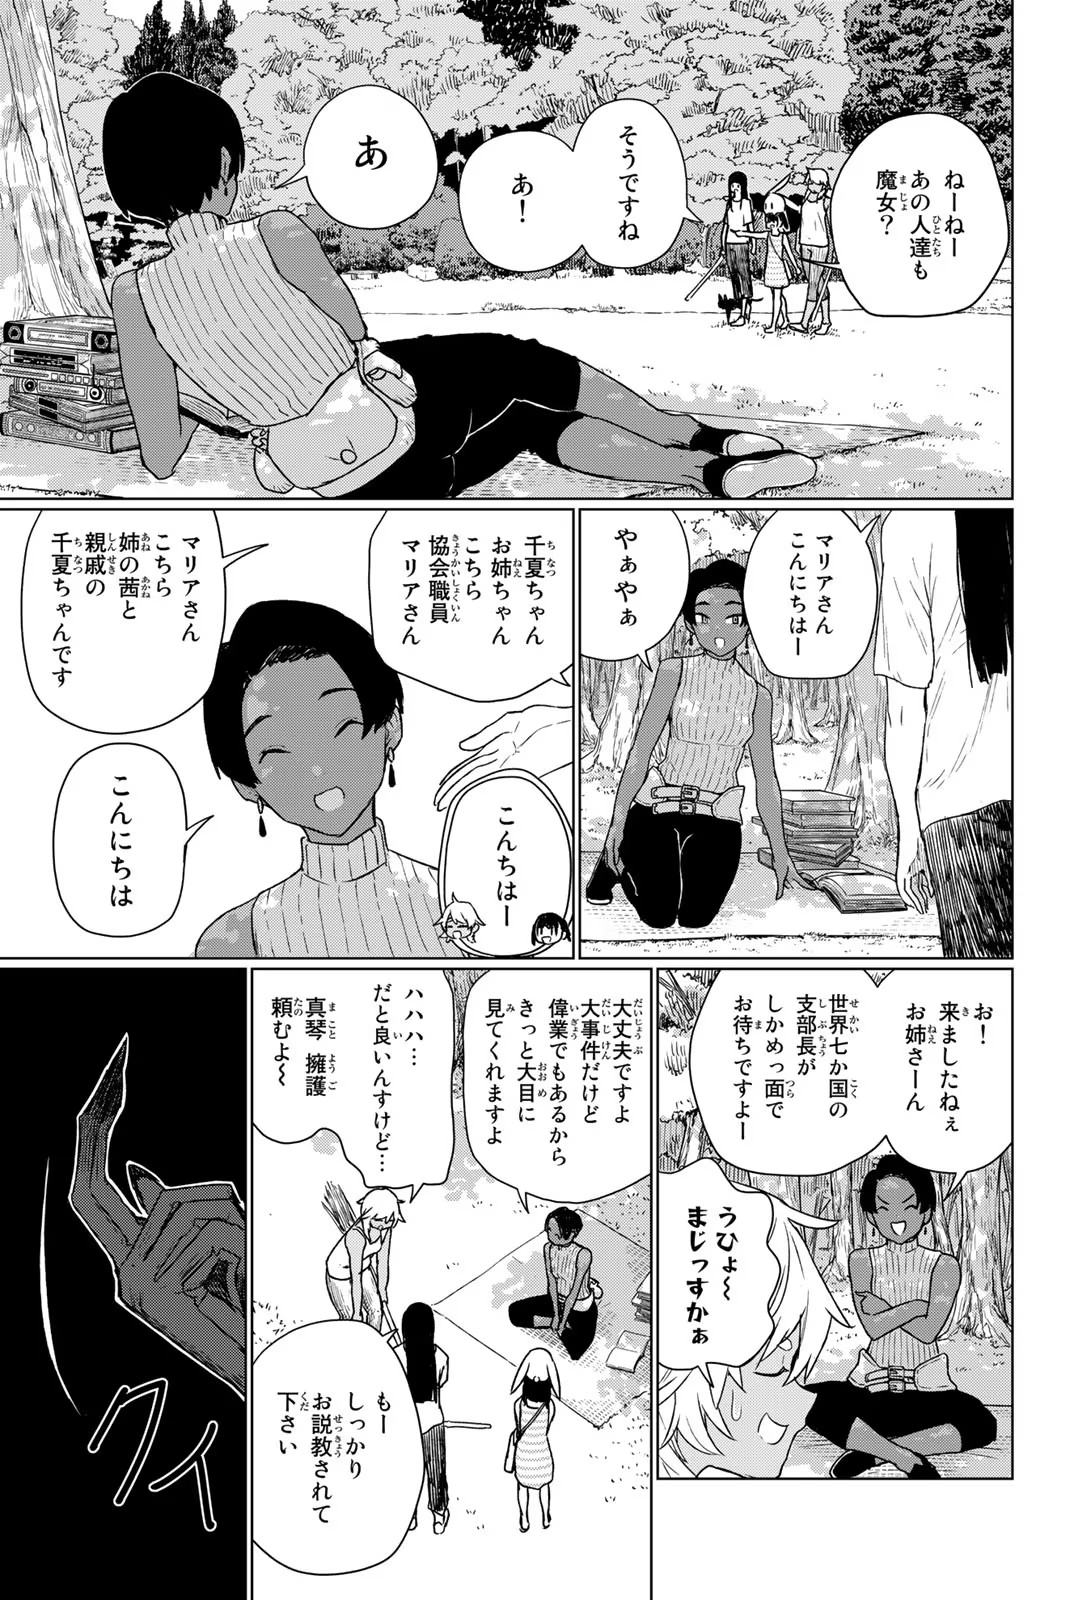 ねーねー
あの人達も
魔女？
そうですね
あ！
あ
マリアさん
こんにちはー
やぁやぁ
千夏ちゃん
お姉ちゃん
こちら
協会職員
マリアさん
こんちはー
マリアさん
こちら
姉の茜と
親戚の
千夏ちゃんです
こんにちは
お！
来ましたねぇ
お姉さーん
世界七か国の
支部長が
しかめっ面で
お待ちですよー
うひょ〜
まじっすかぁ
大丈夫ですよ
大事件だけど
偉業でもあるから
きっと大目に
見てくれますよ
ハハハ…
だと良いんすけど…
真琴 擁護
頼むよ〜
もー
しっかり
お説教されて
下さい
クイ